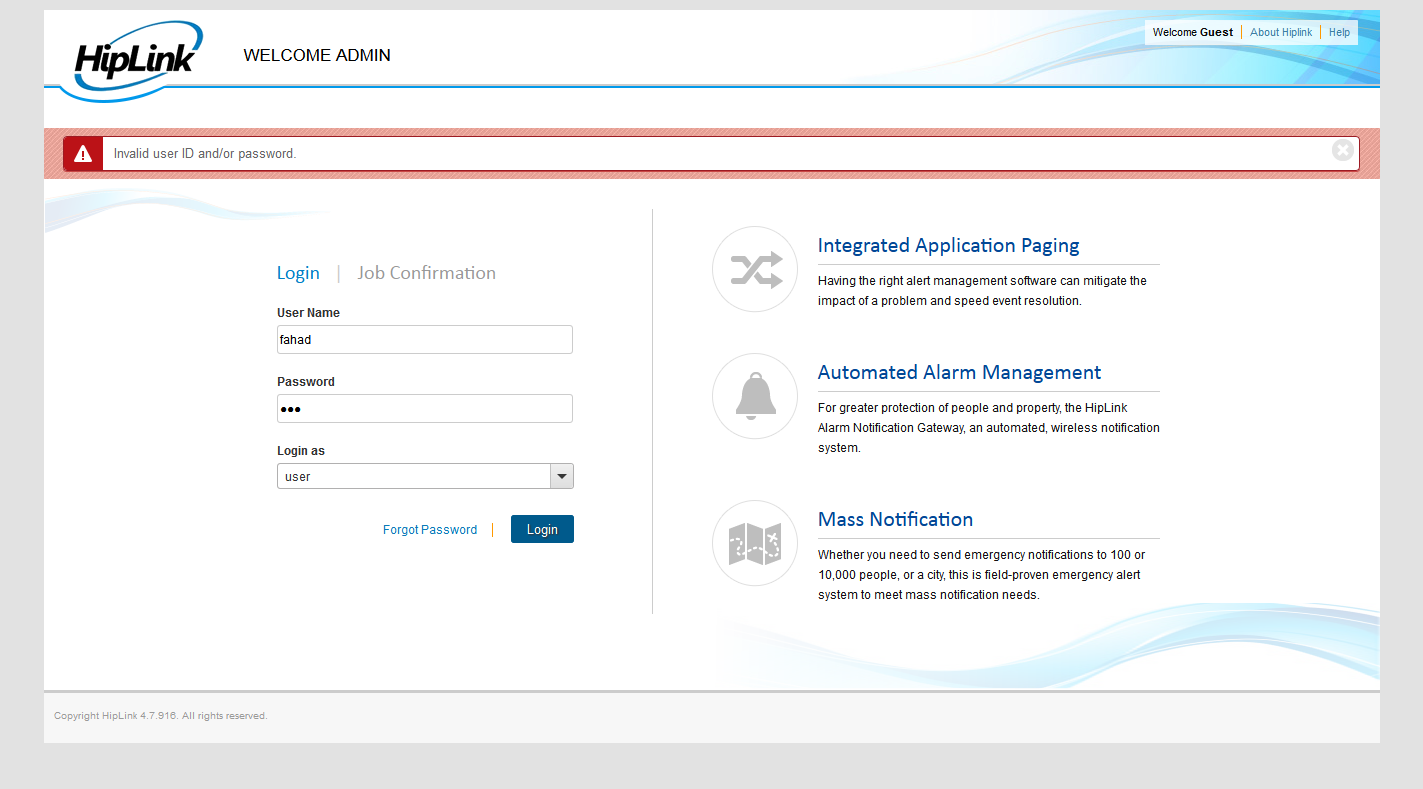 HipLink
WELCOME ADMIN
Welcome Guest | About Hiplink | Help
Invalid user ID and/or password.
Login | Job Confirmation
User Name
fahad
Password
•••
Login as
user
Forgot Password | Login
Integrated Application Paging
Having the right alert management software can mitigate the
impact of a problem and speed event resolution.
Automated Alarm Management
For greater protection of people and property, the HipLink
Alarm Notification Gateway, an automated, wireless notification
system.
Mass Notification
Whether you need to send emergency notifications to 100 or
10,000 people, or a city, this is field-proven emergency alert
system to meet mass notification needs.
Copyright HipLink 4.7.916. All rights reserved.